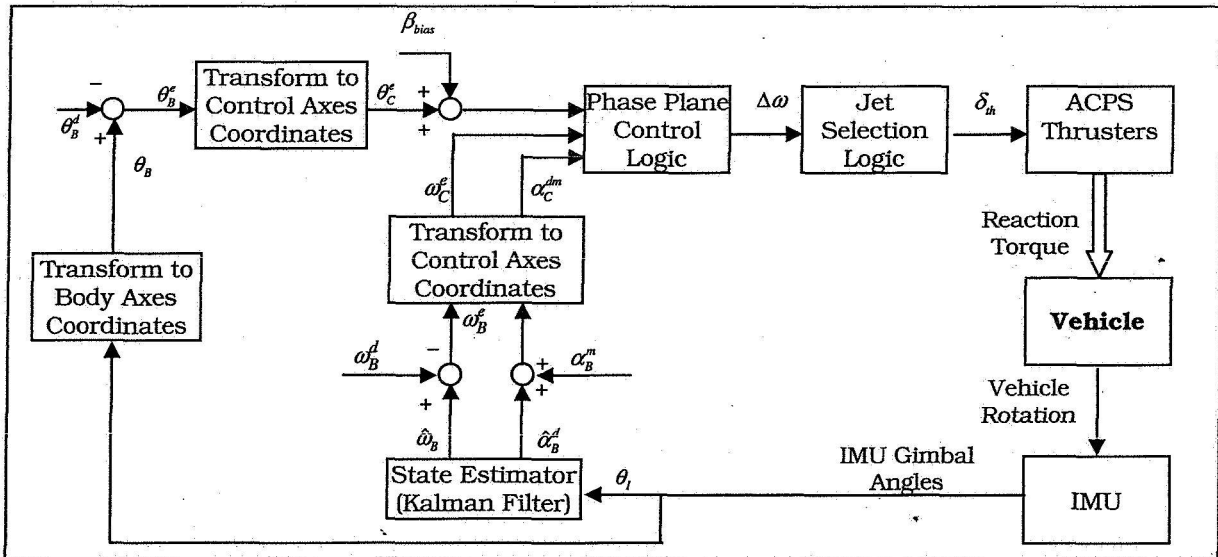 β_bias
−
θ_B^d
+
θ_B^e
Transform to
Control Axes
Coordinates
θ_C^e
+
+
Phase Plane
Control
Logic
Δω
Jet
Selection
Logic
δ_th
ACPS
Thrusters
θ_B
ω_C^e
α_C^dm
Reaction
Torque
Transform to
Body Axes
Coordinates
Transform to
Control Axes
Coordinates
Vehicle
ω_B^e
ω_B^d
−
+
+
+
α_B^m
Vehicle
Rotation
ω̂_B
α̂_B^d
State Estimator
(Kalman Filter)
θ_I
IMU Gimbal
Angles
IMU